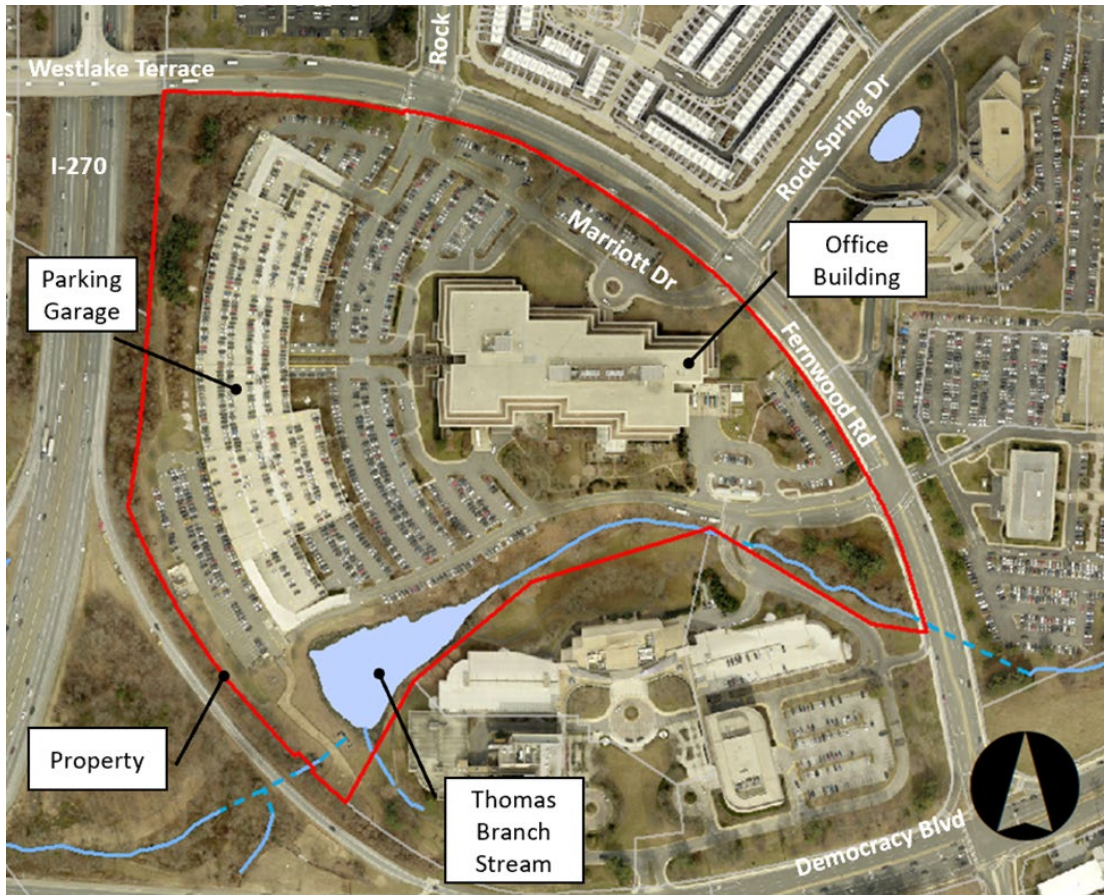 Westlake Terrace
Rock
I-270
Rock Spring Dr
Marriott Dr
Office
Building
Parking
Garage
Fernwood Rd
Property
Thomas
Branch
Stream
Democracy Blvd